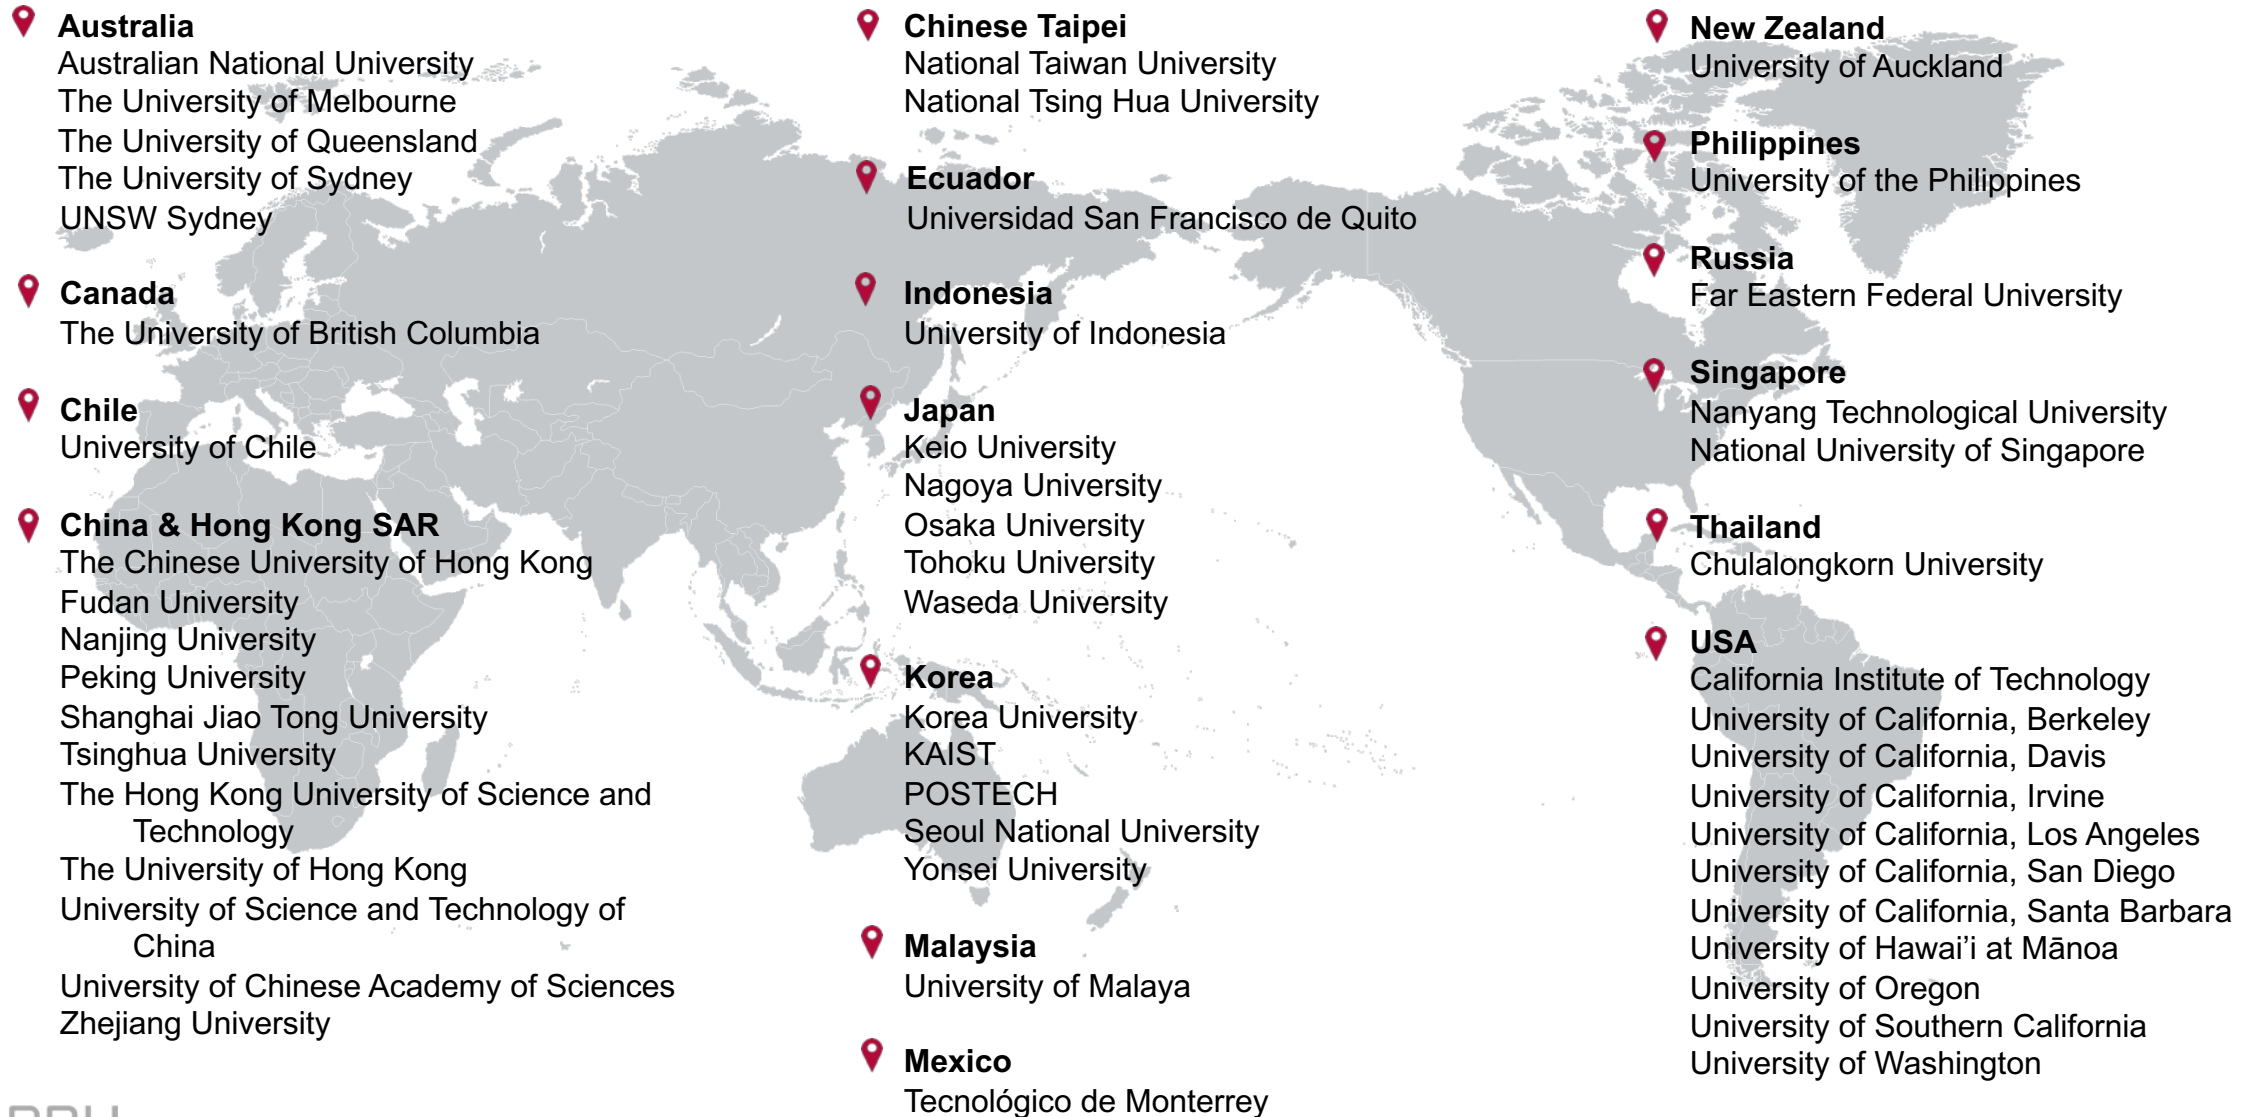 Australia
Australian National University
The University of Melbourne
The University of Queensland
The University of Sydney
UNSW Sydney
Canada
The University of British Columbia
Chile
University of Chile
China & Hong Kong SAR
The Chinese University of Hong Kong
Fudan University
Nanjing University
Peking University
Shanghai Jiao Tong University
Tsinghua University
The Hong Kong University of Science and
Technology
The University of Hong Kong
University of Science and Technology of
China
University of Chinese Academy of Sciences
Zhejiang University
Chinese Taipei
National Taiwan University
National Tsing Hua University
Ecuador
Universidad San Francisco de Quito
Indonesia
University of Indonesia
Japan
Keio University
Nagoya University
Osaka University
Tohoku University
Waseda University
Korea
Korea University
KAIST
POSTECH
Seoul National University
Yonsei University
Malaysia
University of Malaya
Mexico
Tecnológico de Monterrey
New Zealand
University of Auckland
Philippines
University of the Philippines
Russia
Far Eastern Federal University
Singapore
Nanyang Technological University
National University of Singapore
Thailand
Chulalongkorn University
USA
California Institute of Technology
University of California, Berkeley
University of California, Davis
University of California, Irvine
University of California, Los Angeles
University of California, San Diego
University of California, Santa Barbara
University of Hawai’i at Mānoa
University of Oregon
University of Southern California
University of Washington